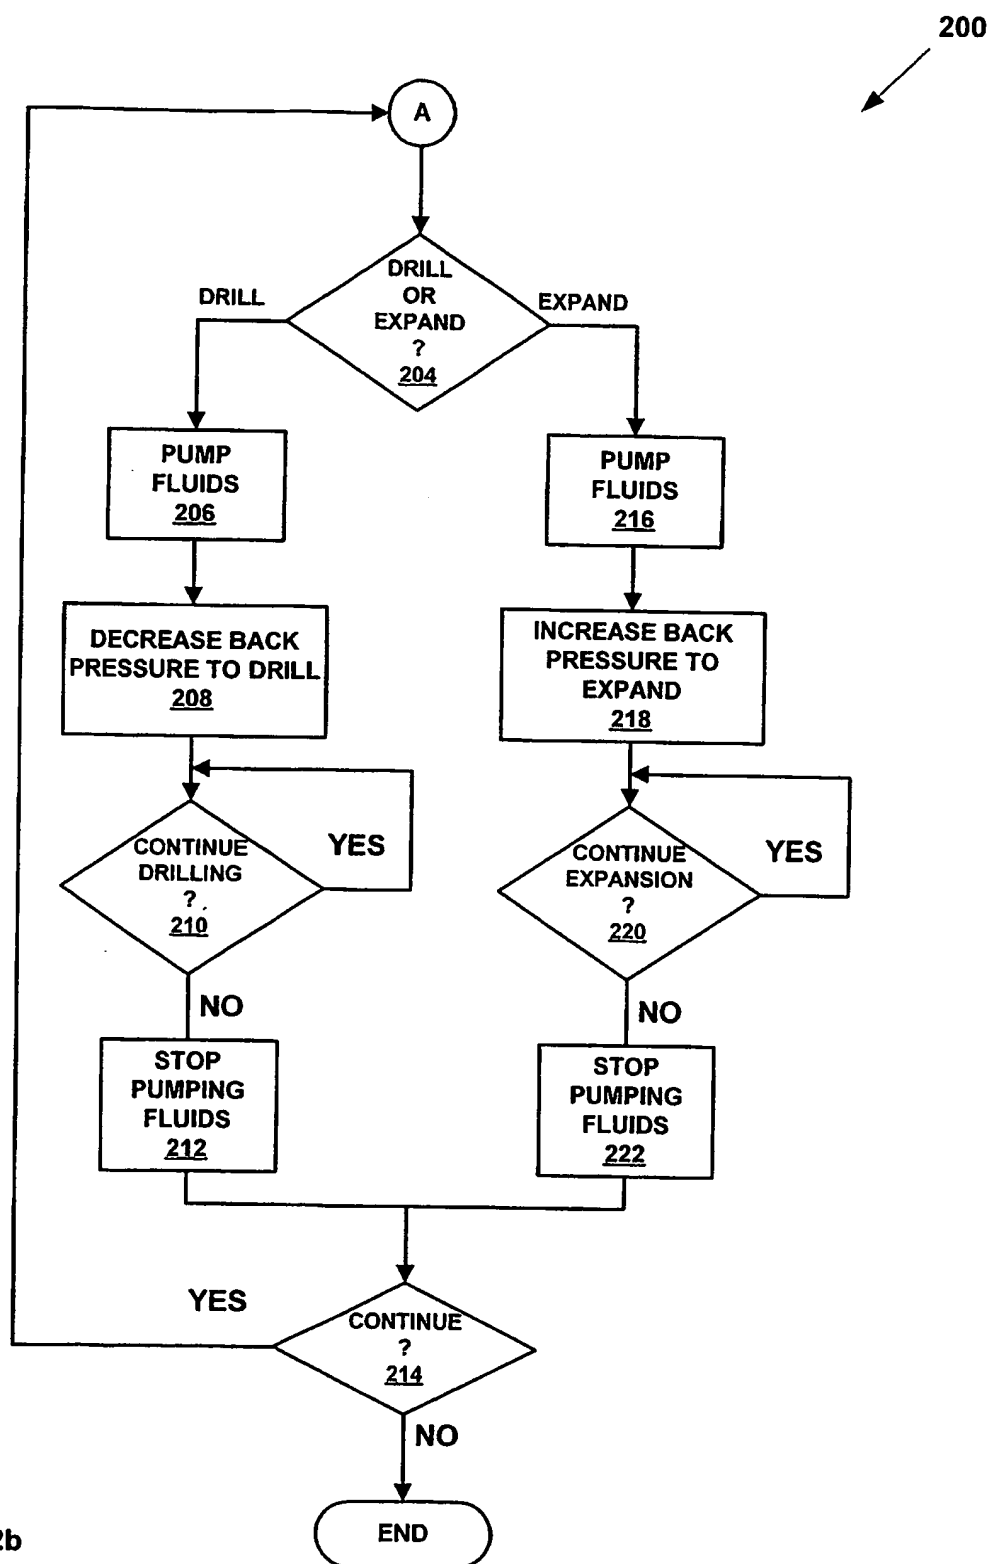 200
A
DRILL
OR
EXPAND
?
204
DRILL
EXPAND
PUMP
FLUIDS
206
DECREASE BACK
PRESSURE TO DRILL
208
CONTINUE
DRILLING
?
210
YES
NO
STOP
PUMPING
FLUIDS
212
PUMP
FLUIDS
216
INCREASE BACK
PRESSURE TO
EXPAND
218
CONTINUE
EXPANSION
?
220
YES
NO
STOP
PUMPING
FLUIDS
222
CONTINUE
?
214
YES
NO
END
2b